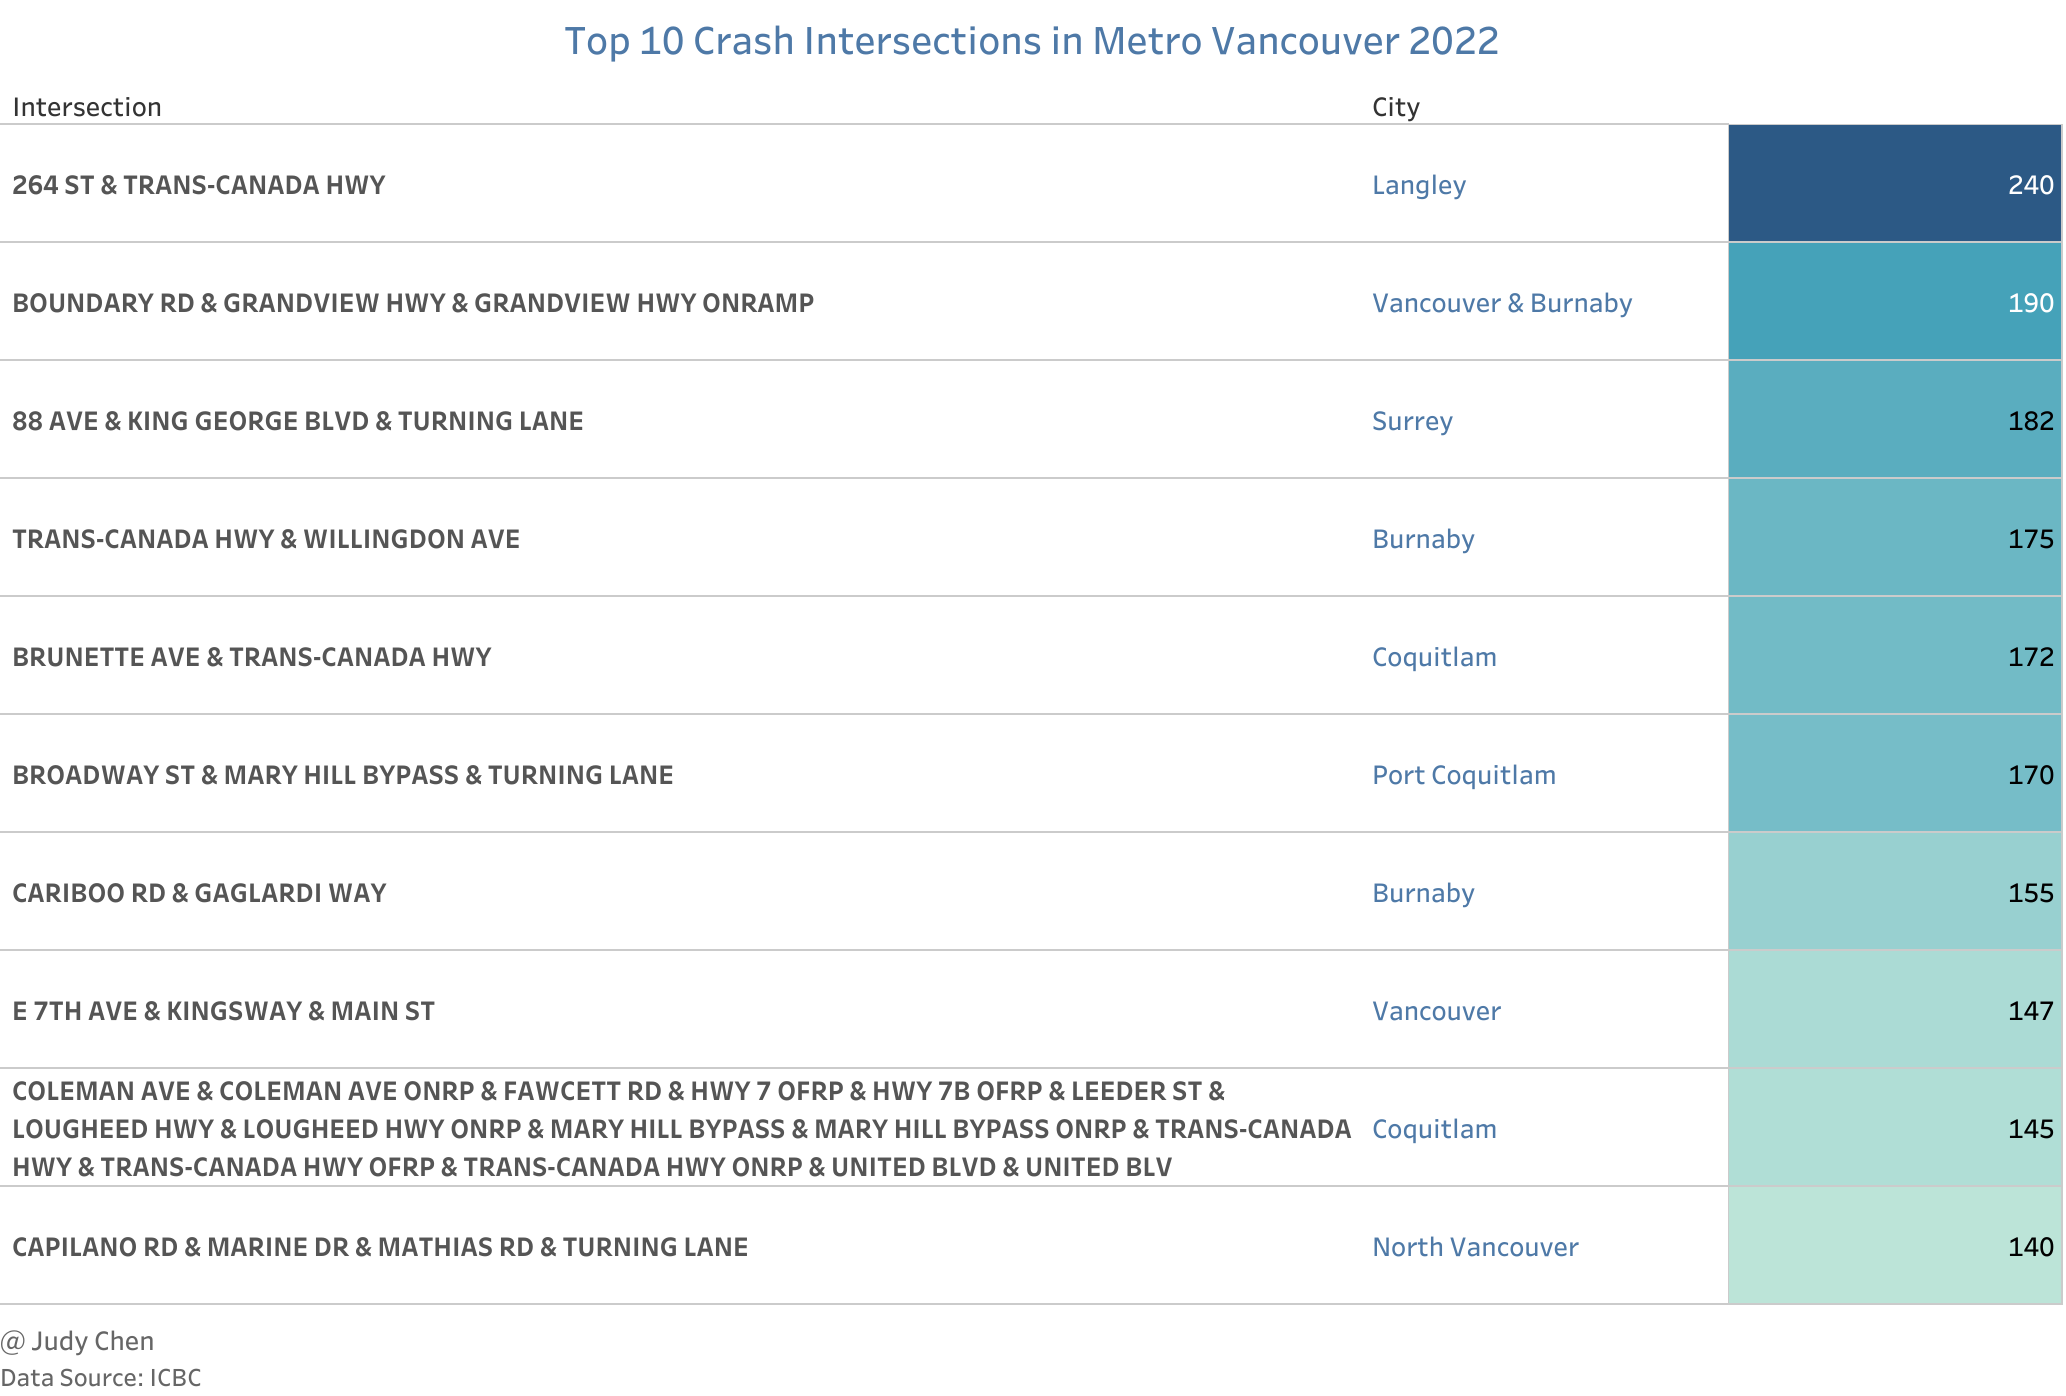 Top 10 Crash Intersections in Metro Vancouver 2022
Intersection City
264 ST & TRANS-CANADA HWY Langley 240
BOUNDARY RD & GRANDVIEW HWY & GRANDVIEW HWY ONRAMP Vancouver & Burnaby 190
88 AVE & KING GEORGE BLVD & TURNING LANE Surrey 182
TRANS-CANADA HWY & WILLINGDON AVE Burnaby 175
BRUNETTE AVE & TRANS-CANADA HWY Coquitlam 172
BROADWAY ST & MARY HILL BYPASS & TURNING LANE Port Coquitlam 170
CARIBOO RD & GAGLARDI WAY Burnaby 155
E 7TH AVE & KINGSWAY & MAIN ST Vancouver 147
COLEMAN AVE & COLEMAN AVE ONRP & FAWCETT RD & HWY 7 OFRP & HWY 7B OFRP & LEEDER ST &
LOUGHEED HWY & LOUGHEED HWY ONRP & MARY HILL BYPASS & MARY HILL BYPASS ONRP & TRANS-CANADA Coquitlam 145
HWY & TRANS-CANADA HWY OFRP & TRANS-CANADA HWY ONRP & UNITED BLVD & UNITED BLV
CAPILANO RD & MARINE DR & MATHIAS RD & TURNING LANE North Vancouver 140
@ Judy Chen
Data Source: ICBC